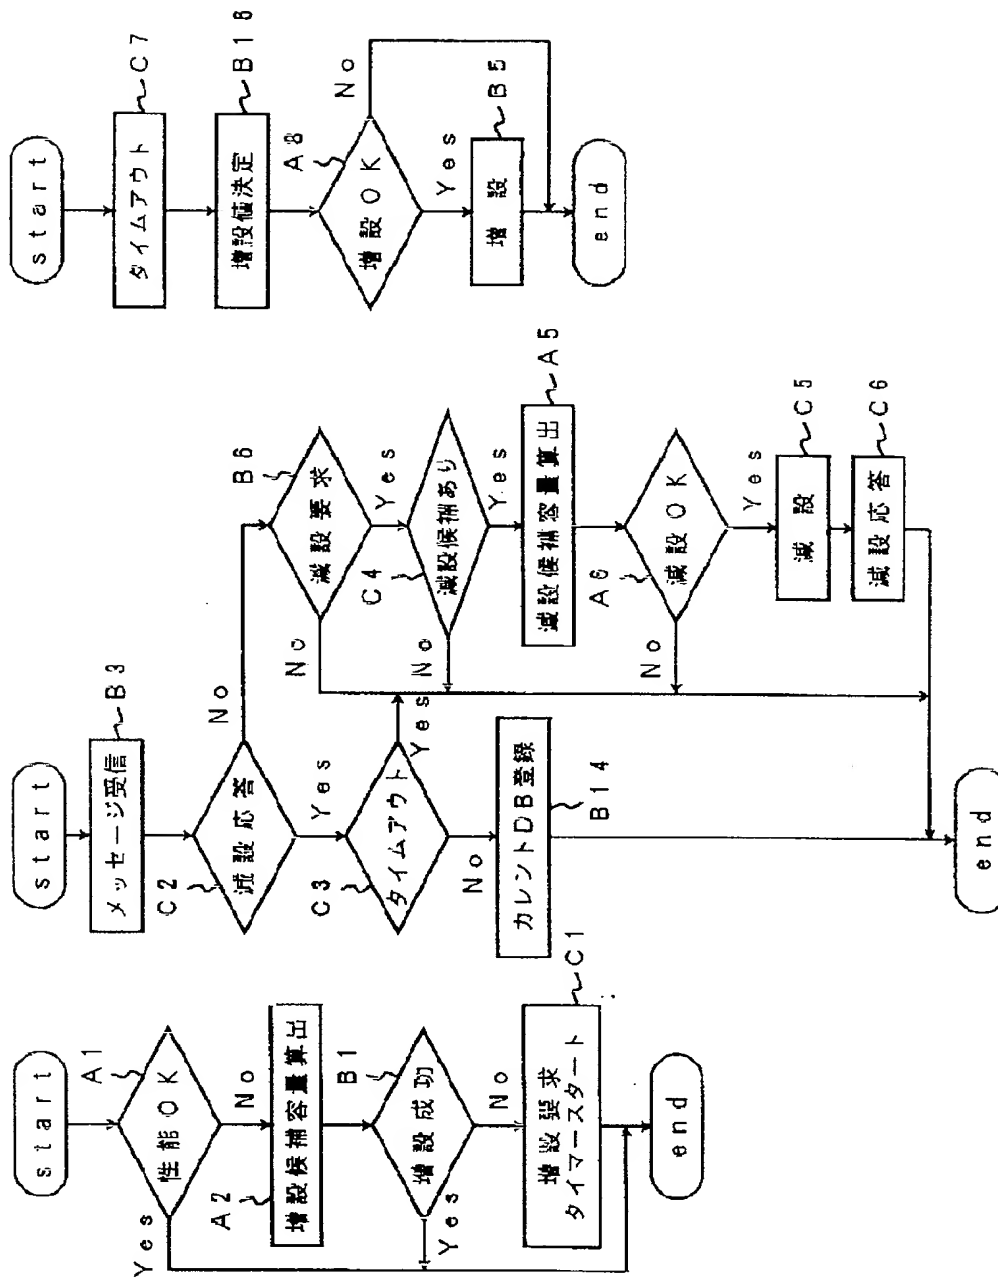 start
性能OK
A1
Yes
No
増設候補容量算出
A2
増設成功
B1
Yes
No
増設要求
タイマースタート
C1
end
start
メッセージ受信
B3
減設応答
C2
No
Yes
タイムアウト
C3
Yes
No
カレントDB登録
B14
減設要求
B6
No
Yes
減設候補あり
C4
No
Yes
減設候補容量算出
A5
減設OK
A6
No
Yes
減設
C5
減設応答
C6
end
start
タイムアウト
C7
増設値決定
B16
増設OK
A8
No
Yes
増設
B5
end